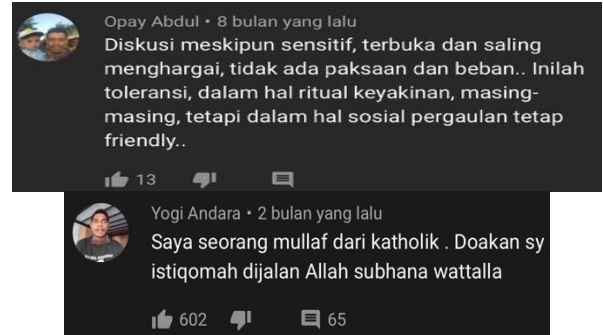 Opay Abdul • 8 bulan yang lalu
Diskusi meskipun sensitif, terbuka dan saling
menghargai, tidak ada paksaan dan beban.. Inilah
toleransi, dalam hal ritual keyakinan, masing-
masing, tetapi dalam hal sosial pergaulan tetap
friendly..
13
Yogi Andara • 2 bulan yang lalu
Saya seorang mullaf dari katholik . Doakan sy
istiqomah dijalan Allah subhana wattalla
602 65